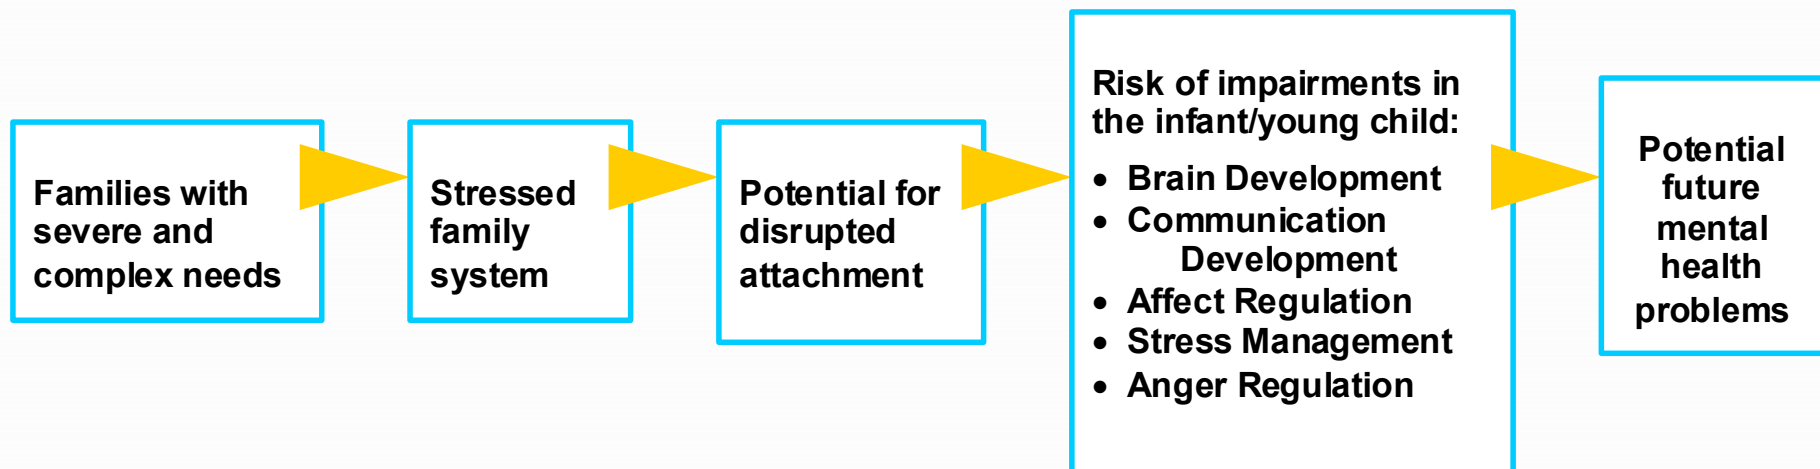 Families with
severe and
complex needs
Stressed
family
system
Potential for
disrupted
attachment
Risk of impairments in
the infant/young child:
• Brain Development
• Communication
Development
• Affect Regulation
• Stress Management
• Anger Regulation
Potential
future
mental
health
problems